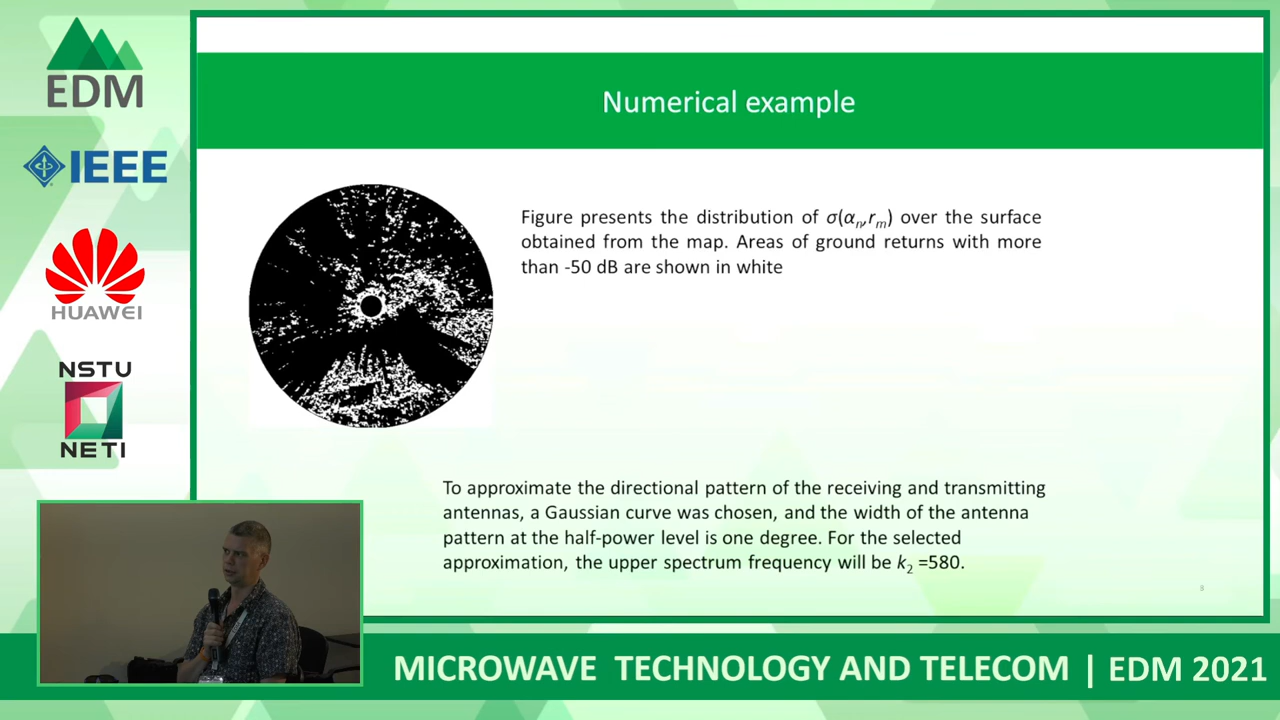 EDM
IEEE
HUAWEI
NSTU
NETI
Numerical example
Figure presents the distribution of σ(αn,rm) over the surface
obtained from the map. Areas of ground returns with more
than -50 dB are shown in white
To approximate the directional pattern of the receiving and transmitting
antennas, a Gaussian curve was chosen, and the width of the antenna
pattern at the half-power level is one degree. For the selected
approximation, the upper spectrum frequency will be k2 =580.
MICROWAVE TECHNOLOGY AND TELECOM | EDM 2021